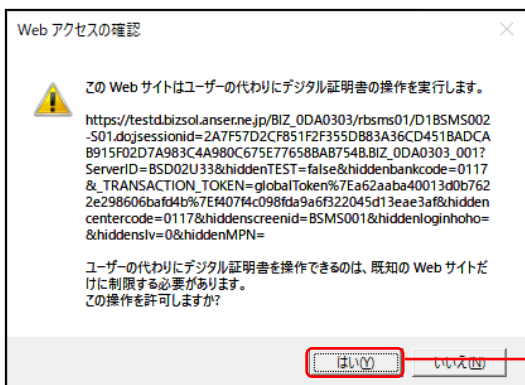 Web アクセスの確認
この Web サイトはユーザーの代わりにデジタル証明書の操作を実行します。
https://testd.bizsol.anser.ne.jp/BIZ_0DA0303/rbsms01/D1BSMS002
-S01.do;jsessionid=2A7F57D2CF851F2F355DB83A36CD451BADCA
B915F02D7A983C4A980C675E77658BAB754B.BIZ_0DA0303_001?
ServerID=BSD02U33&hiddenTEST=false&hiddenbankcode=0117
&_TRANSACTION_TOKEN=globalToken%7Ea62aaba40013d0b762
2e298606bafd4b%7Ef407f4c098fda9a6f322045d13eae3af&hidden
centercode=0117&hiddenscreenid=BSMS001&hiddenloginhoho=
&hiddenslv=0&hiddenMPN=
ユーザーの代わりにデジタル証明書を操作できるのは、既知の Web サイトだ
けに制限する必要があります。
この操作を許可しますか?
はい(Y) いいえ(N)